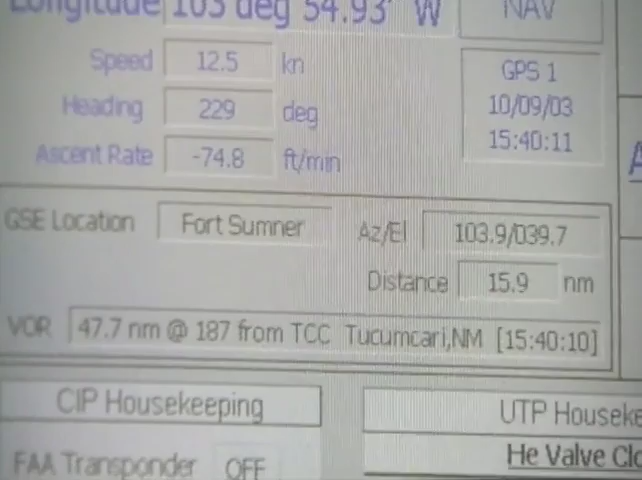 Longitude 103 deg 54.93' W NAV
Speed 12.5 kn
GPS 1
Heading 229 deg
10/09/03
15:40:11
Ascent Rate -74.8 ft/min
GSE Location Fort Sumner Az/El 103.9/039.7
Distance 15.9 nm
VOR 47.7 nm @ 187 from TCC Tucumcari,NM [15:40:10]
CIP Housekeeping UTP Houseke
He Valve Clo
FAA Transponder OFF